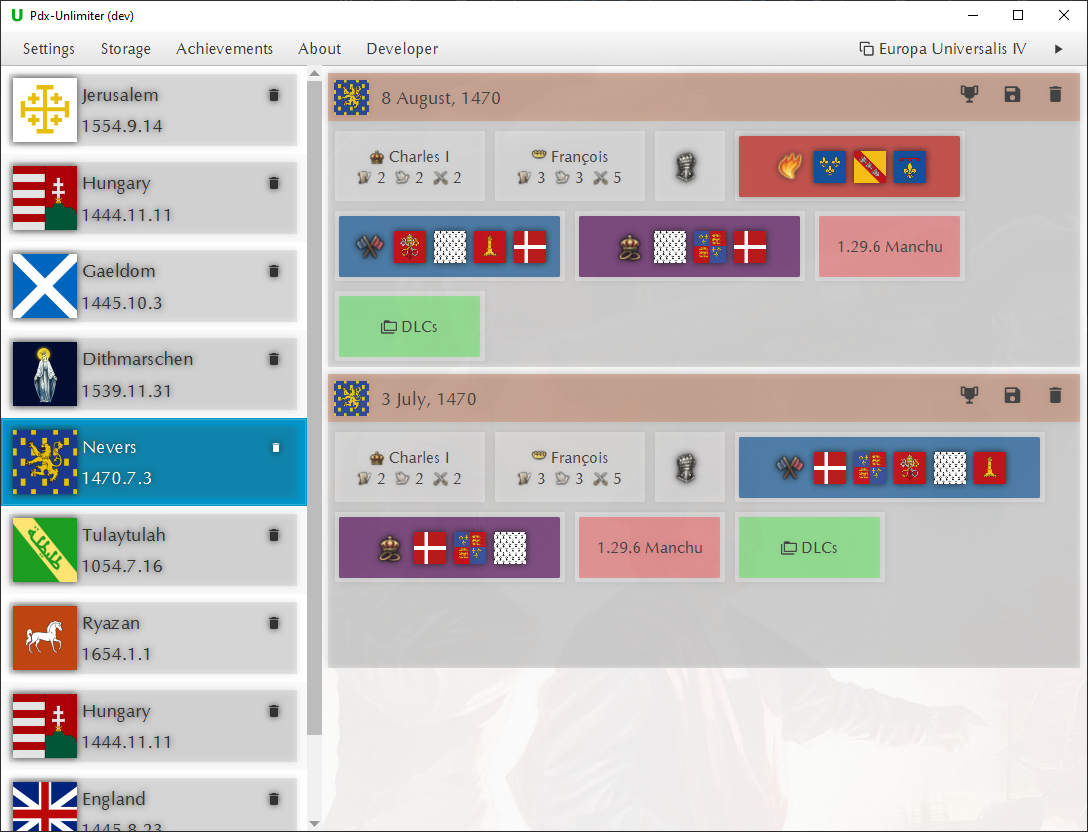 U Pdx-Unlimiter (dev)
Settings Storage Achievements About Developer Europa Universalis IV
Jerusalem
1554.9.14
Hungary
1444.11.11
Gaeldom
1445.10.3
Dithmarschen
1539.11.31
Nevers
1470.7.3
Tulaytulah
1054.7.16
Ryazan
1654.1.1
Hungary
1444.11.11
England
1445.8.23
8 August, 1470
Charles I
2 2 2
François
3 3 5
1.29.6 Manchu
DLCs
3 July, 1470
Charles I
2 2 2
François
3 3 5
1.29.6 Manchu
DLCs